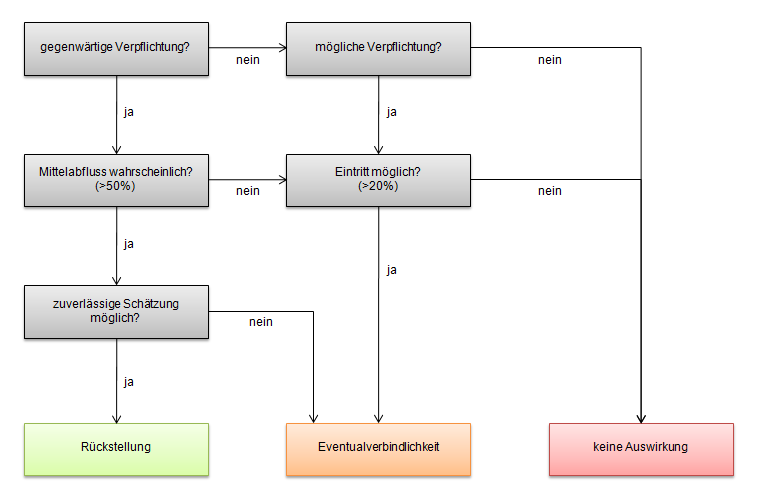 gegenwärtige Verpflichtung?
nein
mögliche Verpflichtung?
nein
ja
ja
Mittelabfluss wahrscheinlich?
(>50%)
nein
Eintritt möglich?
(>20%)
nein
ja
ja
zuverlässige Schätzung
möglich?
nein
ja
Rückstellung
Eventualverbindlichkeit
keine Auswirkung